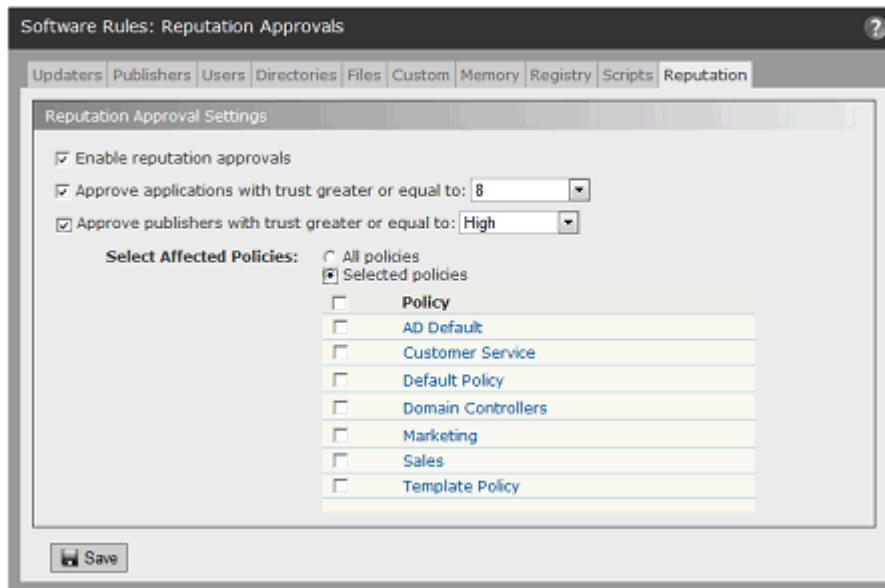 Software Rules: Reputation Approvals ?
Updaters Publishers Users Directories Files Custom Memory Registry Scripts Reputation
Reputation Approval Settings
Enable reputation approvals
Approve applications with trust greater or equal to: 8
Approve publishers with trust greater or equal to: High
Select Affected Policies: All policies
Selected policies
Policy
AD Default
Customer Service
Default Policy
Domain Controllers
Marketing
Sales
Template Policy
Save